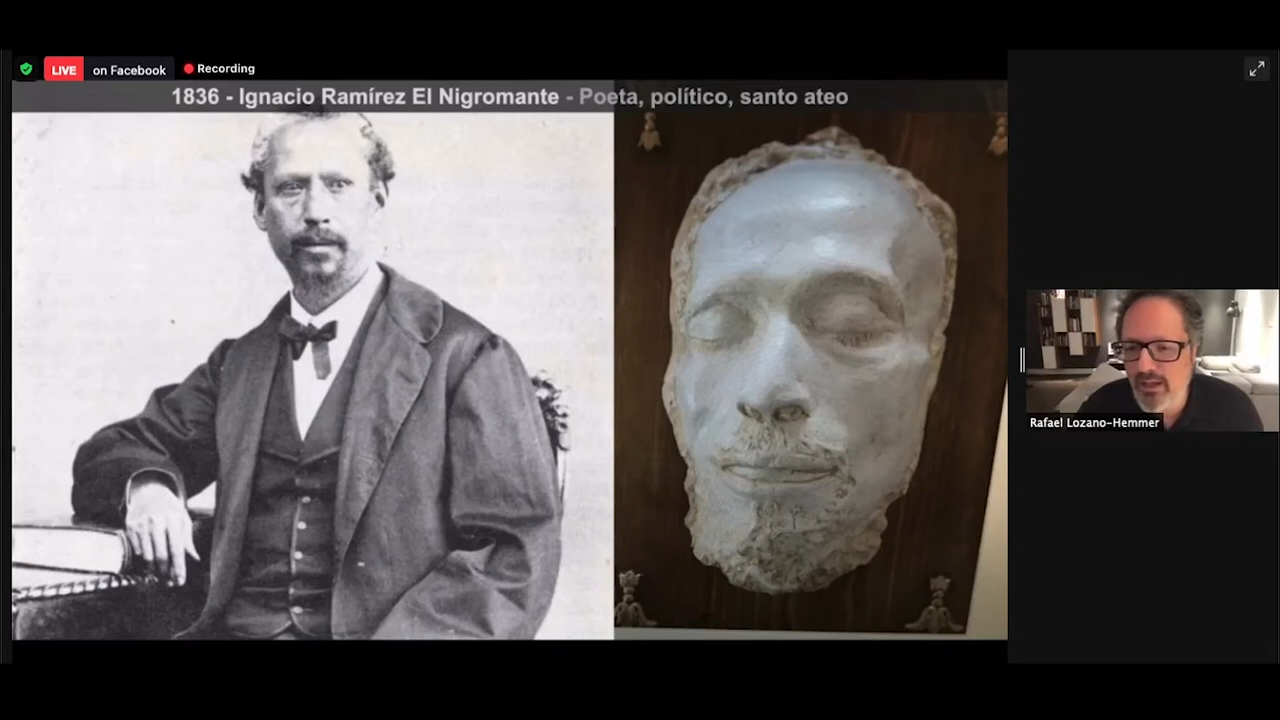 LIVE on Facebook Recording
1836 - Ignacio Ramírez El Nigromante - Poeta, político, santo ateo
Rafael Lozano-Hemmer